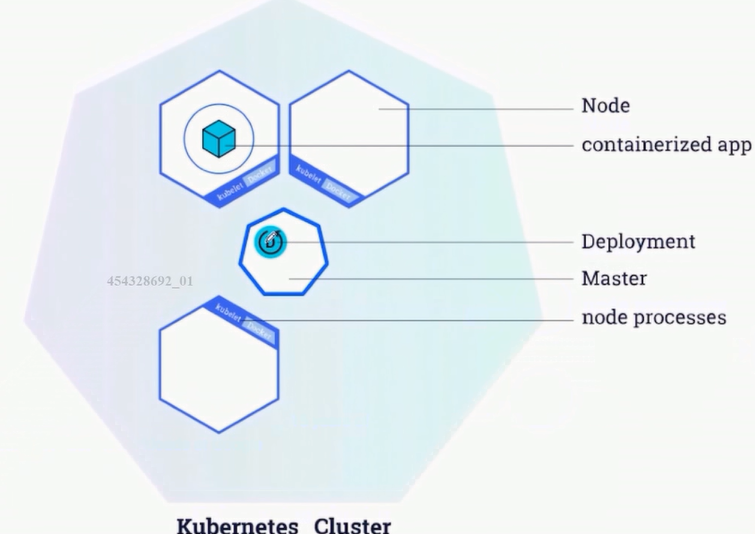 Node
containerized app
kubelet Docker
kubelet Docker
Deployment
D
Master
454328692_01
kubelet Docker
node processes
Kubernetes Cluster